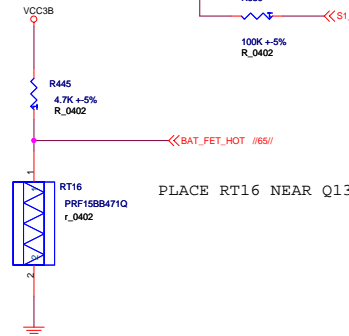 VCC3B
S1_
100K +-5%
R_0402
R445
4.7K +-5%
R_0402
BAT_FET_HOT //65//
1
RT16
PRF15BB471Q
r_0402
PLACE RT16 NEAR Q13
2